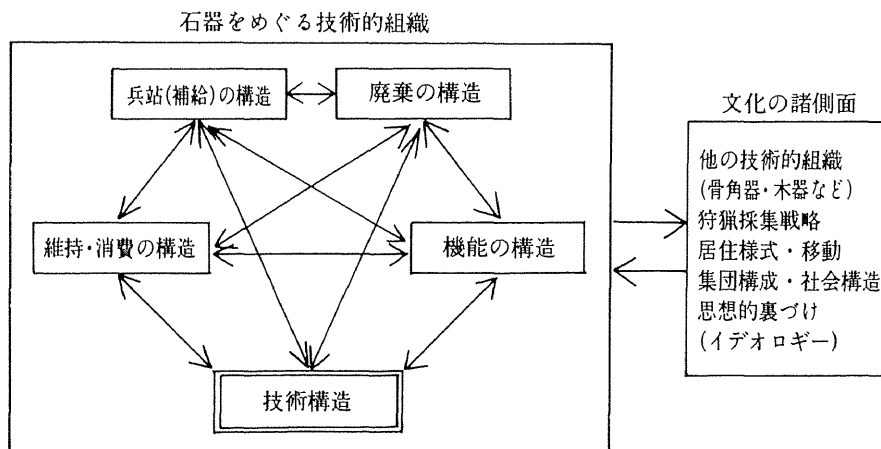 石器をめぐる技術的組織
兵站(補給)の構造
廃棄の構造
維持・消費の構造
機能の構造
技術構造
文化の諸側面
他の技術的組織
(骨角器・木器など)
狩猟採集戦略
居住様式・移動
集団構成・社会構造
思想的裏づけ
(イデオロギー)